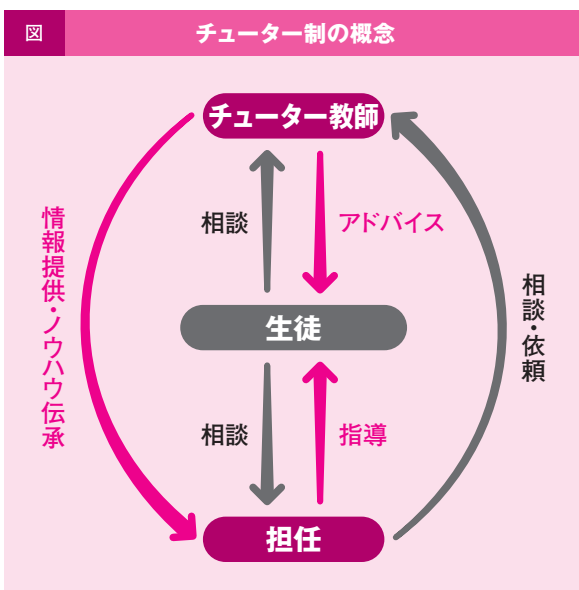 図
チューター制の概念
チューター教師
相談
アドバイス
情報提供・ノウハウ伝承
相談・依頼
生徒
相談
指導
担任